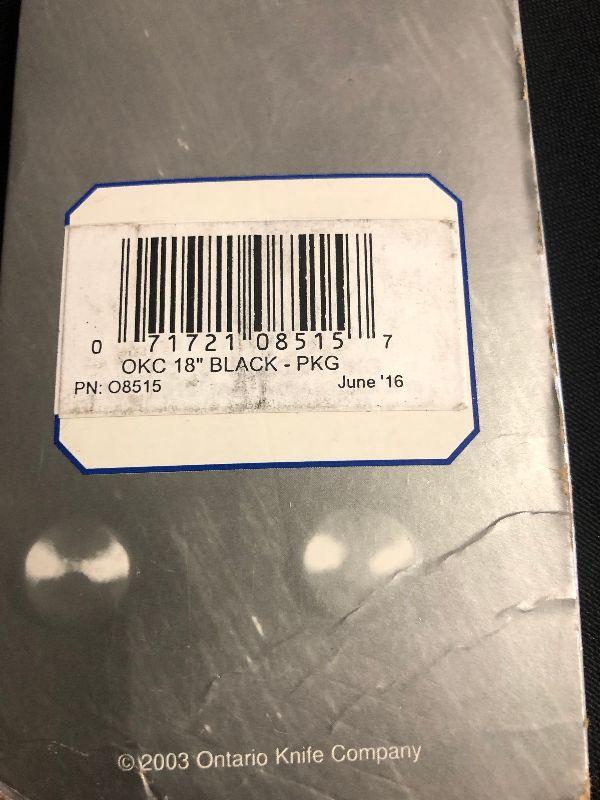 0 71721 08515 7
OKC 18" BLACK - PKG
PN: O8515 June '16
© 2003 Ontario Knife Company